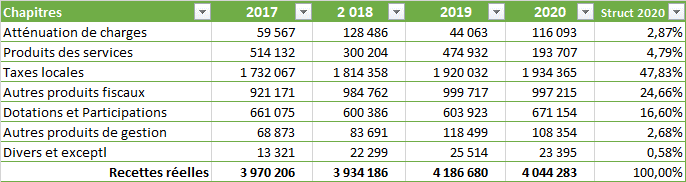 Chapitres 2017 2 018 2019 2020 Struct 2020
Atténuation de charges 59 567 128 486 44 063 116 093 2,87%
Produits des services 514 132 300 204 474 932 193 707 4,79%
Taxes locales 1 732 067 1 814 358 1 920 032 1 934 365 47,83%
Autres produits fiscaux 921 171 984 762 999 717 997 215 24,66%
Dotations et Participations 661 075 600 386 603 923 671 154 16,60%
Autres produits de gestion 68 873 83 691 118 499 108 354 2,68%
Divers et exceptl 13 321 22 299 25 514 23 395 0,58%
Recettes réelles 3 970 206 3 934 186 4 186 680 4 044 283 100,00%